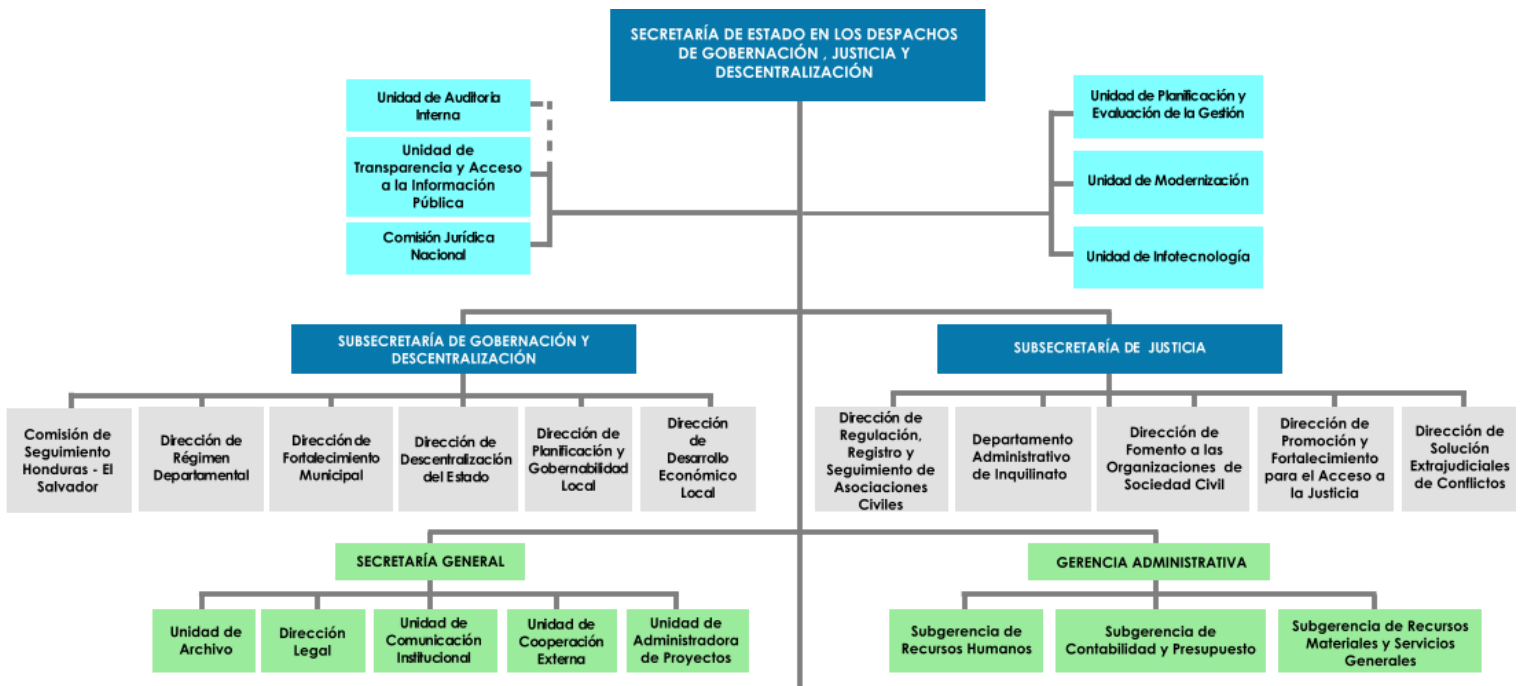 SECRETARÍA DE ESTADO EN LOS DESPACHOS
DE GOBERNACIÓN , JUSTICIA Y
DESCENTRALIZACIÓN
Unidad de Auditoria
Interna
Unidad de
Transparencia y Acceso
a la Información
Pública
Comisión Jurídica
Nacional
Unidad de Planificación y
Evaluación de la Gestión
Unidad de Modernización
Unidad de Infotecnología
SUBSECRETARÍA DE GOBERNACIÓN Y
DESCENTRALIZACIÓN
SUBSECRETARÍA DE JUSTICIA
Comisión de
Seguimiento
Honduras - El
Salvador
Dirección de
Régimen
Departamental
Dirección de
Fortalecimiento
Municipal
Dirección de
Descentralización
del Estado
Dirección de
Planificación y
Gobernabilidad
Local
Dirección
de
Desarrollo
Económico
Local
Dirección de
Regulación,
Registro y
Seguimiento de
Asociaciones
Civiles
Departamento
Administrativo
de Inquilinato
Dirección de
Fomento a las
Organizaciones de
Sociedad Civil
Dirección de
Promoción y
Fortalecimiento
para el Acceso a
la Justicia
Dirección de
Solución
Extrajudiciales
de Conflictos
SECRETARÍA GENERAL
GERENCIA ADMINISTRATIVA
Unidad de
Archivo
Dirección
Legal
Unidad de
Comunicación
Institucional
Unidad de
Cooperación
Externa
Unidad de
Administradora
de Proyectos
Subgerencia de
Recursos Humanos
Subgerencia de
Contabilidad y Presupuesto
Subgerencia de Recursos
Materiales y Servicios
Generales